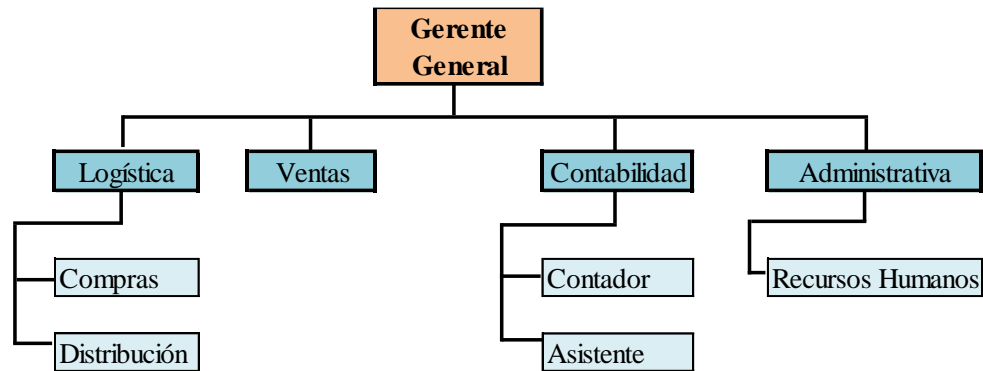 Gerente
General
Logística
Ventas
Contabilidad
Administrativa
Compras
Contador
Recursos Humanos
Distribución
Asistente